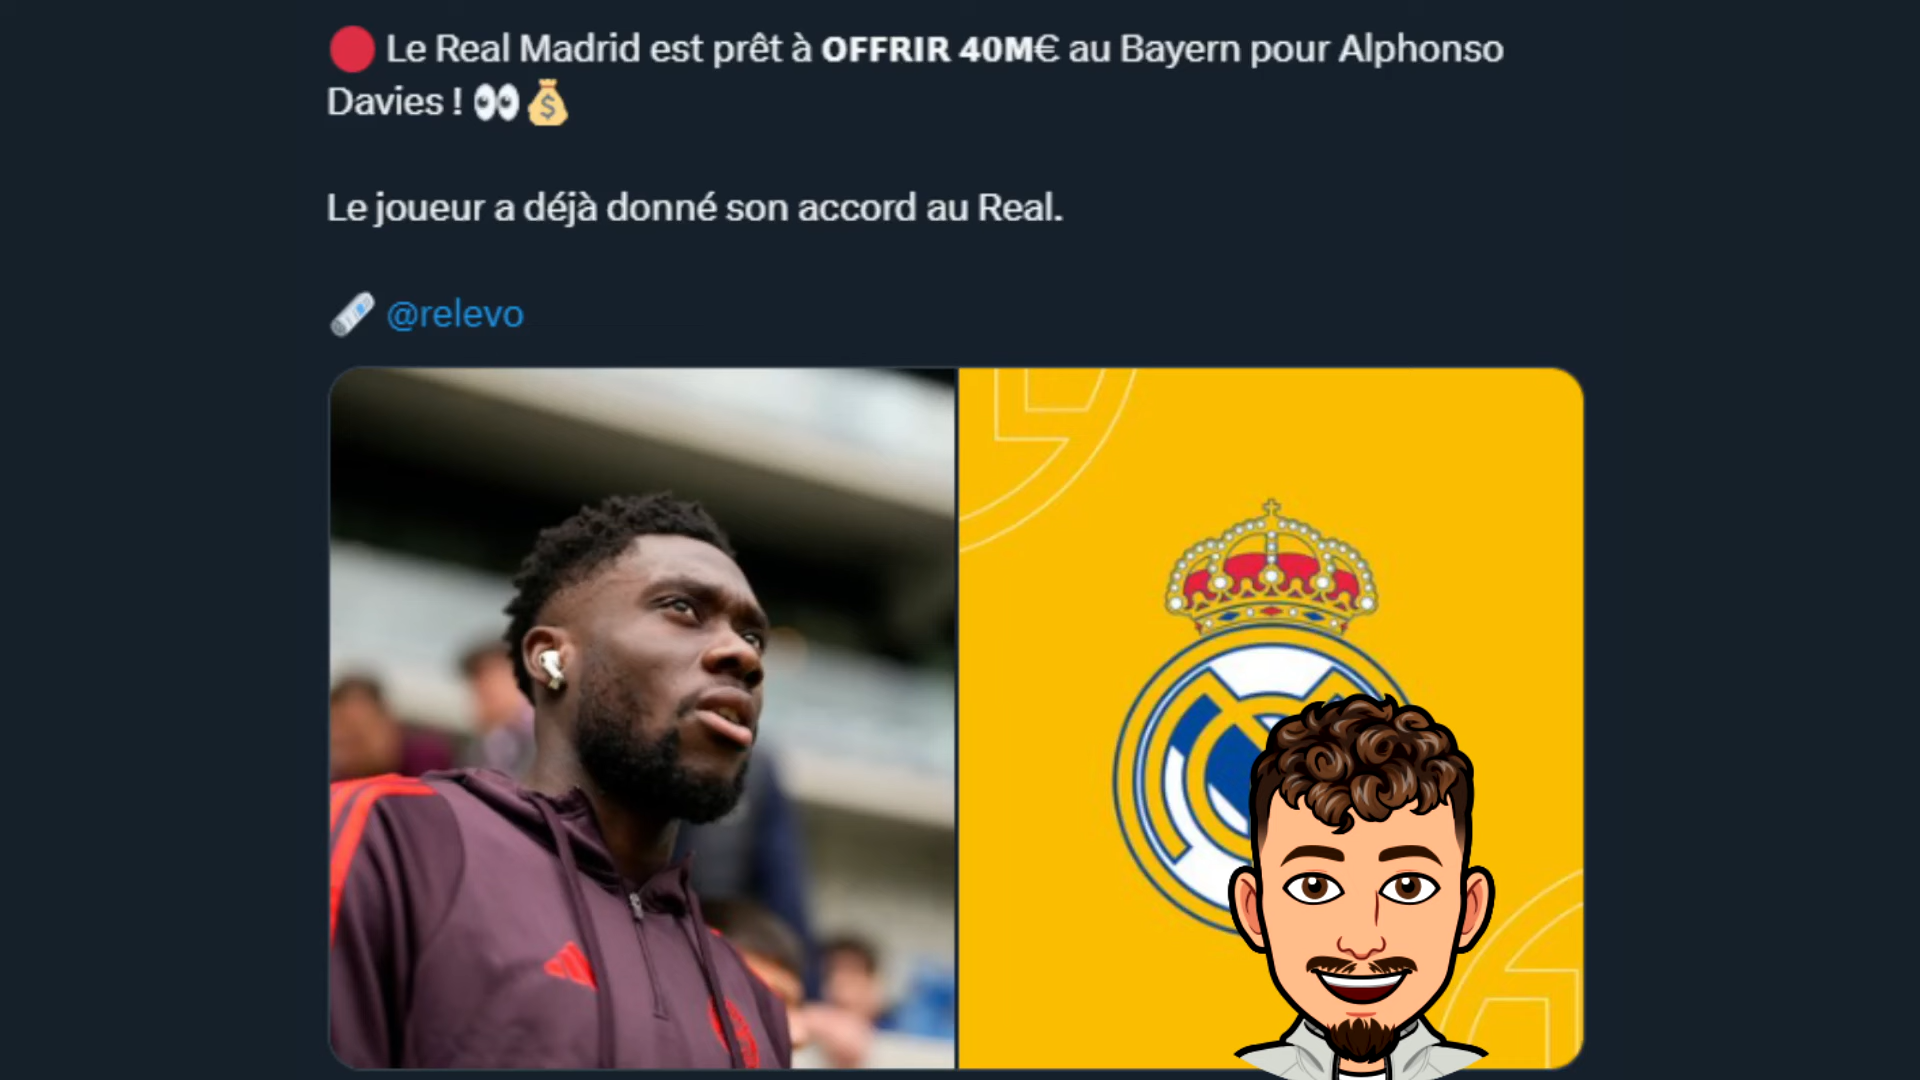 🔴 Le Real Madrid est prêt à OFFRIR 40M€ au Bayern pour Alphonso
Davies ! 👀💰
Le joueur a déjà donné son accord au Real.
🗞️ @relevo